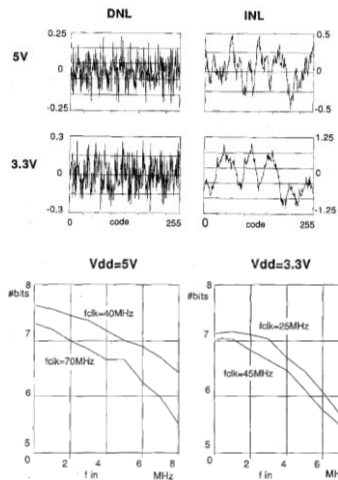 DNL INL
5V
0.25
0
-0.25
0.5
0
-0.5
3.3V
0.3
0
-0.3
1.25
0
-1.25
0 code 255
0 code 255
Vdd=5V Vdd=3.3V
8
#bits
7
6
5
fclk=40MHz
fclk=70MHz
0 2 4 6 8
f in MHz
8
#bits
7
6
5
fclk=25MHz
fclk=45MHz
0 2 4 6
f in MHz